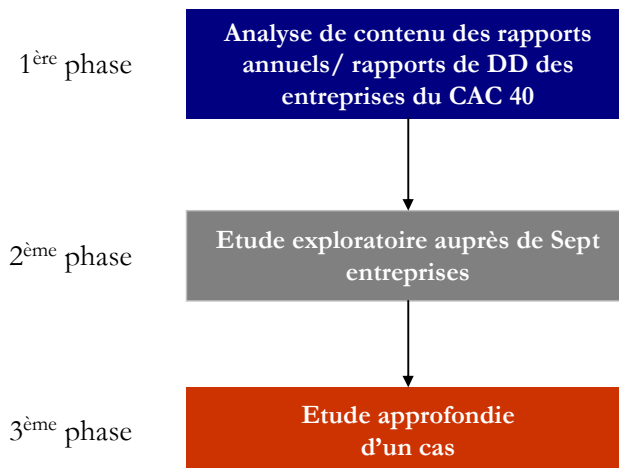 Analyse de contenu des rapports
1ère phase
annuels/ rapports de DD des
entreprises du CAC 40
2ème phase
Etude exploratoire auprès de Sept
entreprises
3ème phase
Etude approfondie
d'un cas